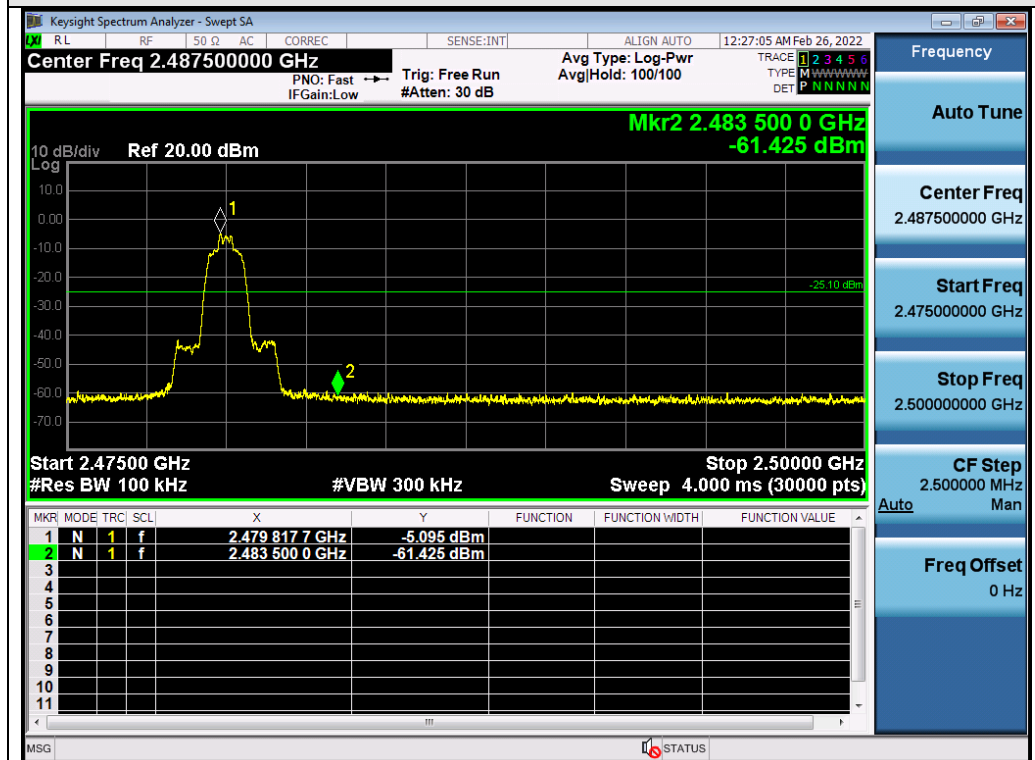 Keysight Spectrum Analyzer - Swept SA
LXI RL RF 50 Ω AC CORREC SENSE:INT ALIGN AUTO 12:27:05 AM Feb 26, 2022
Center Freq 2.487500000 GHz
PNO: Fast
IFGain:Low
Trig: Free Run
#Atten: 30 dB
Avg Type: Log-Pwr
Avg|Hold: 100/100
TRACE 1 2 3 4 5 6
TYPE M WWWWW
DET P N N N N N
Frequency
Auto Tune
Center Freq
2.487500000 GHz
Start Freq
2.475000000 GHz
Stop Freq
2.500000000 GHz
CF Step
2.500000 MHz
Auto Man
Freq Offset
0 Hz
Mkr2 2.483 500 0 GHz
-61.425 dBm
10 dB/div Ref 20.00 dBm
Log
10.0
0.00
-10.0
-20.0
-30.0
-40.0
-50.0
-60.0
-70.0
1
2
-25.10 dBm
Start 2.47500 GHz Stop 2.50000 GHz
#Res BW 100 kHz #VBW 300 kHz Sweep 4.000 ms (30000 pts)
MKR MODE TRC SCL X Y FUNCTION FUNCTION WIDTH FUNCTION VALUE
1 N 1 f 2.479 817 7 GHz -5.095 dBm
2 N 1 f 2.483 500 0 GHz -61.425 dBm
3
4
5
6
7
8
9
10
11
MSG STATUS